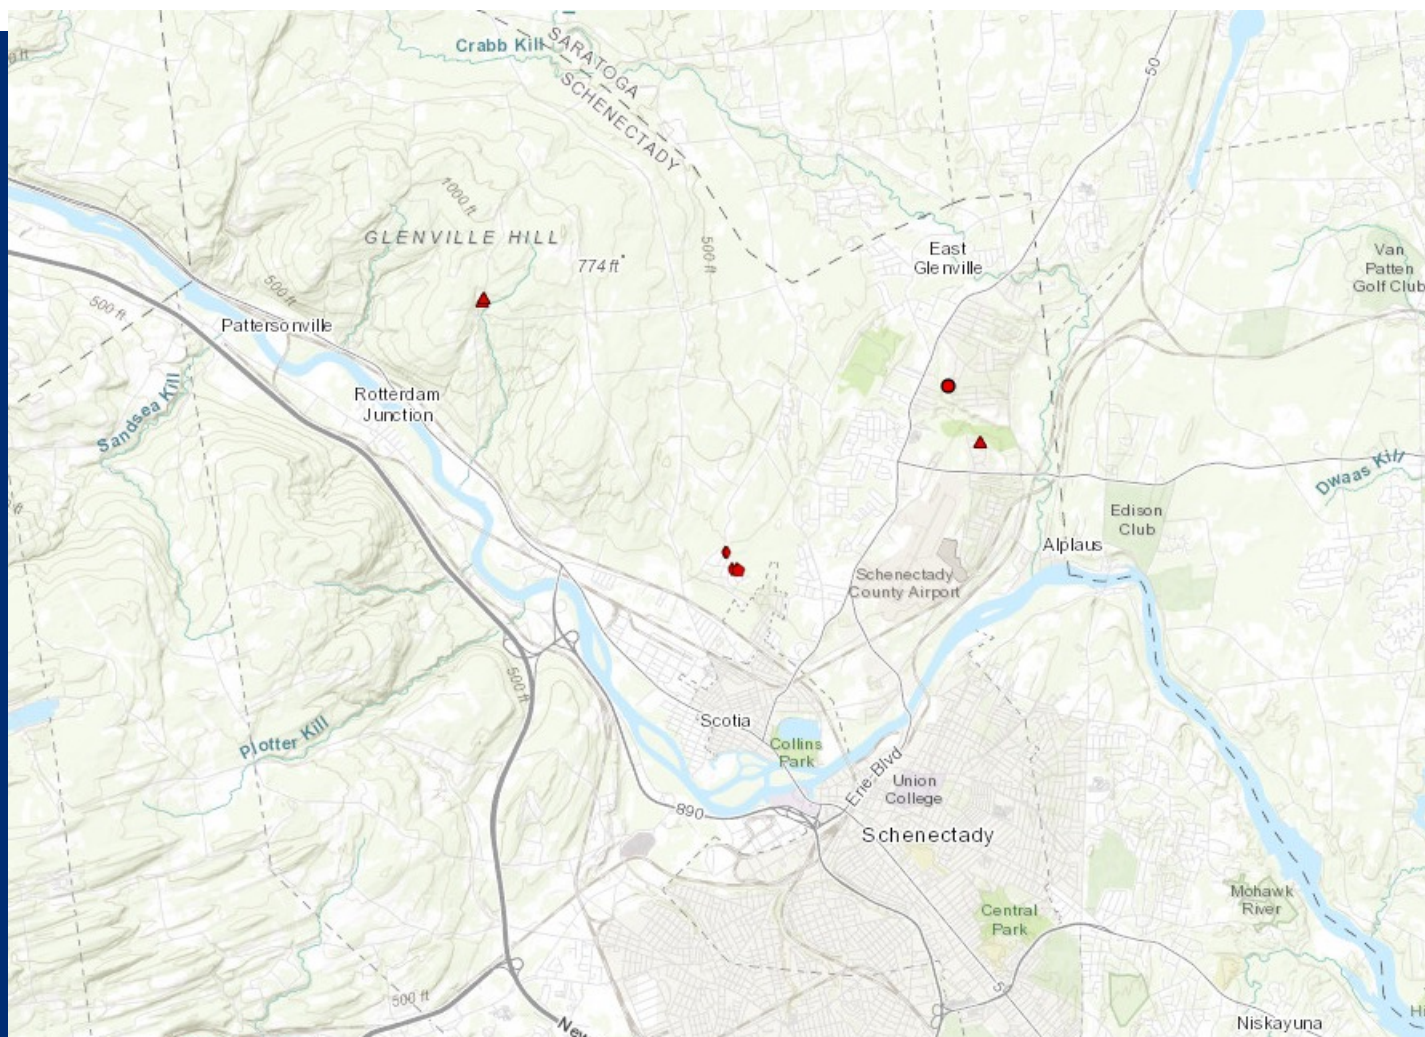 Crabb Kill
SARATOGA
SCHENECTADY
50
1000 ft
GLENVILLE HILL
774 ft
500 ft
East
Glenville
Van
Patten
Golf Club
500 ft
500 ft
Pattersonville
Rotterdam
Junction
Sandsea Kill
Dwaas Kill
Edison
Club
Alplaus
Schenectady
County Airport
500 ft
Plotter Kill
Scotia
Collins
Park
Erie Blvd
Union
College
890
Schenectady
Mohawk
River
Central
Park
500 ft
5
New
Niskayuna